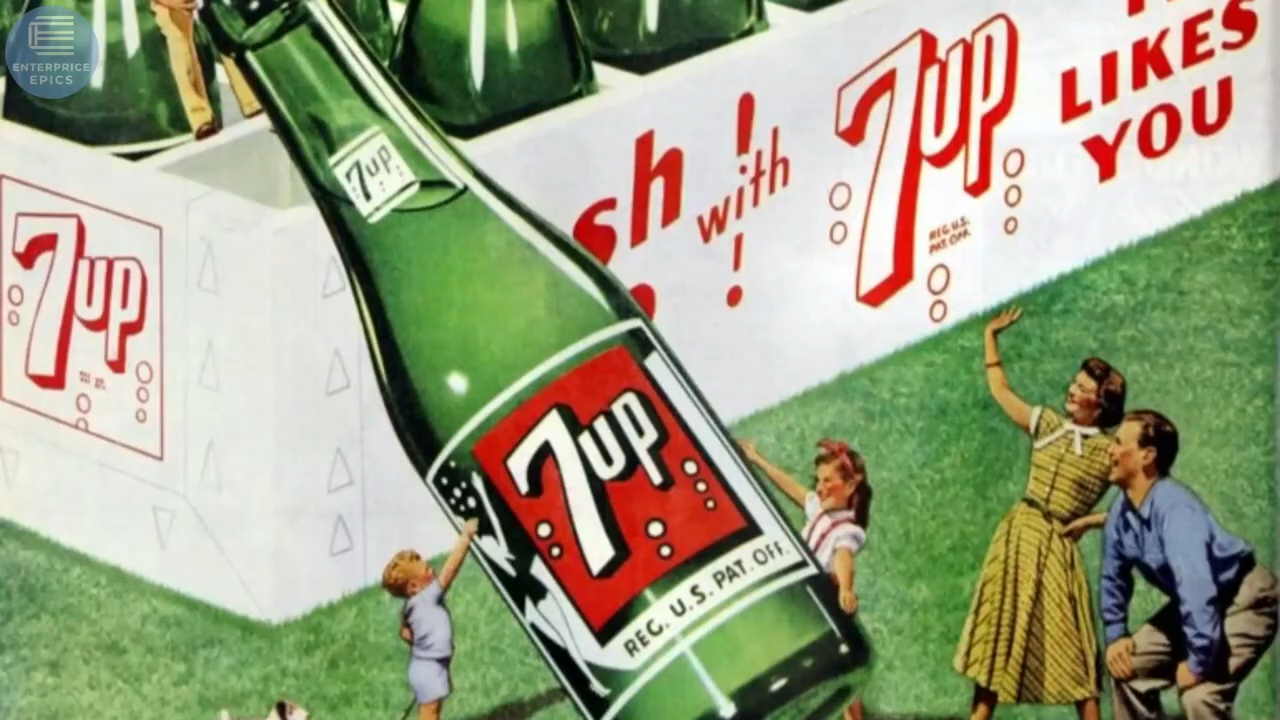 ENTERPRICE
EPICS
7up
sh! with
!
7up
REG. U.S.
PAT. OFF.
LIKES
YOU
7up
7up
REG. U.S. PAT. OFF.